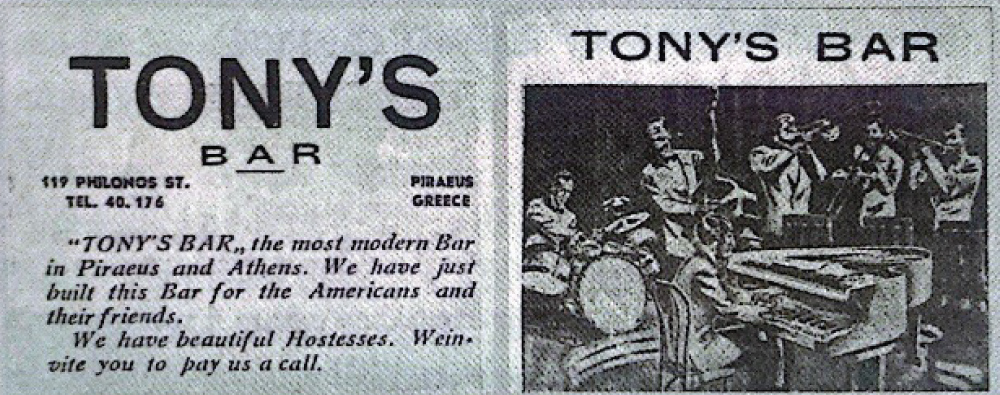 TONY'S
BAR
119 PHILONOS ST.
TEL. 40.176
PIRAEUS
GREECE
"TONY'S BAR„ the most modern Bar
in Piraeus and Athens. We have just
built this Bar for the Americans and
their friends.
We have beautiful Hostesses. Wein-
vite you to pay us a call.
TONY'S BAR